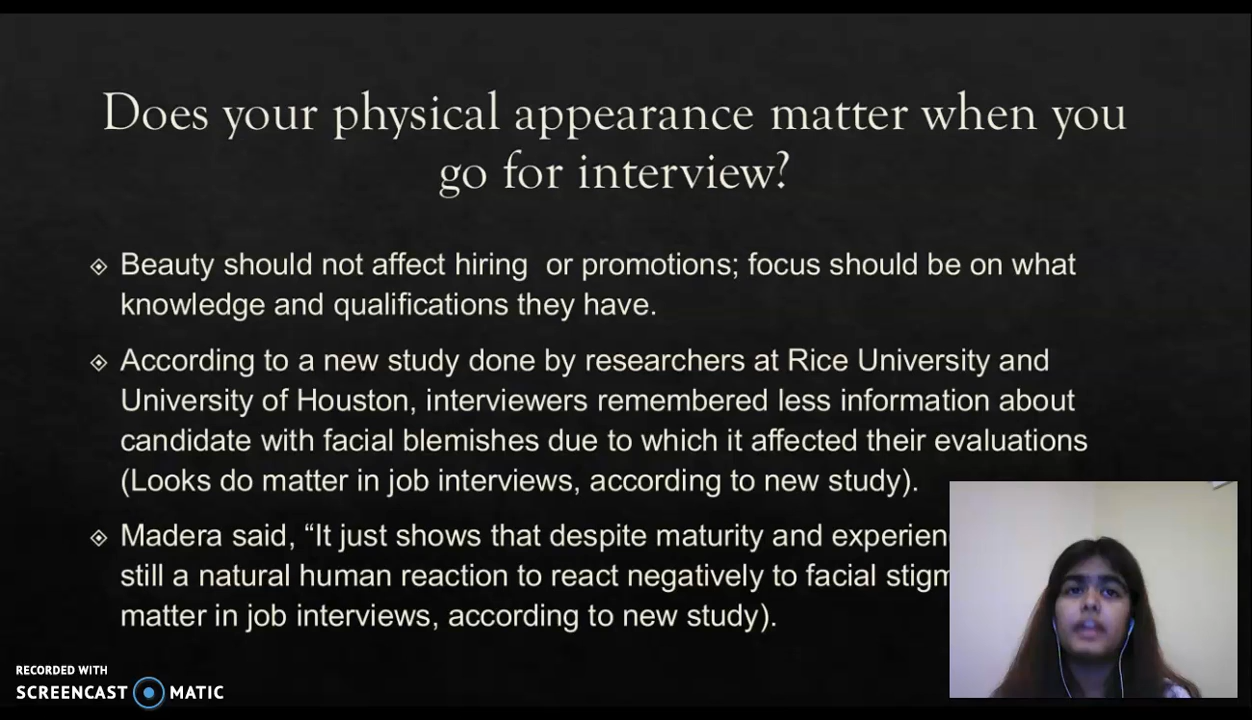 Does your physical appearance matter when you
go for interview?
Beauty should not affect hiring or promotions; focus should be on what
knowledge and qualifications they have.
According to a new study done by researchers at Rice University and
University of Houston, interviewers remembered less information about
candidate with facial blemishes due to which it affected their evaluations
(Looks do matter in job interviews, according to new study).
Madera said, “It just shows that despite maturity and
still a natural human reaction to react negatively to facial
matter in job interviews, according to new study).
RECORDED WITH
SCREENCAST MATIC